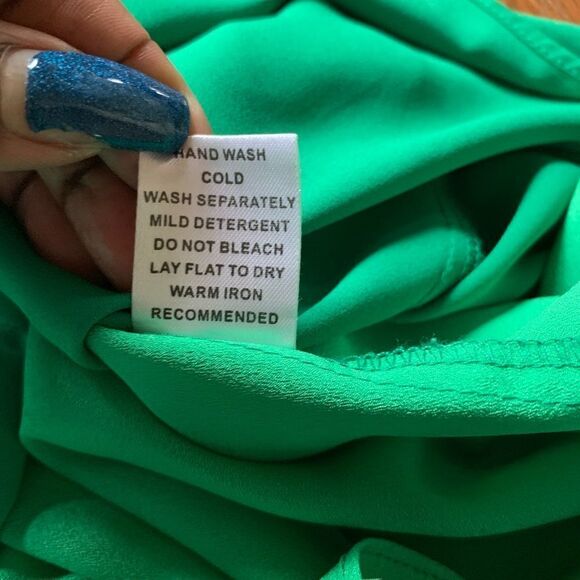 HAND WASH
COLD
WASH SEPARATELY
MILD DETERGENT
DO NOT BLEACH
LAY FLAT TO DRY
WARM IRON
RECOMMENDED